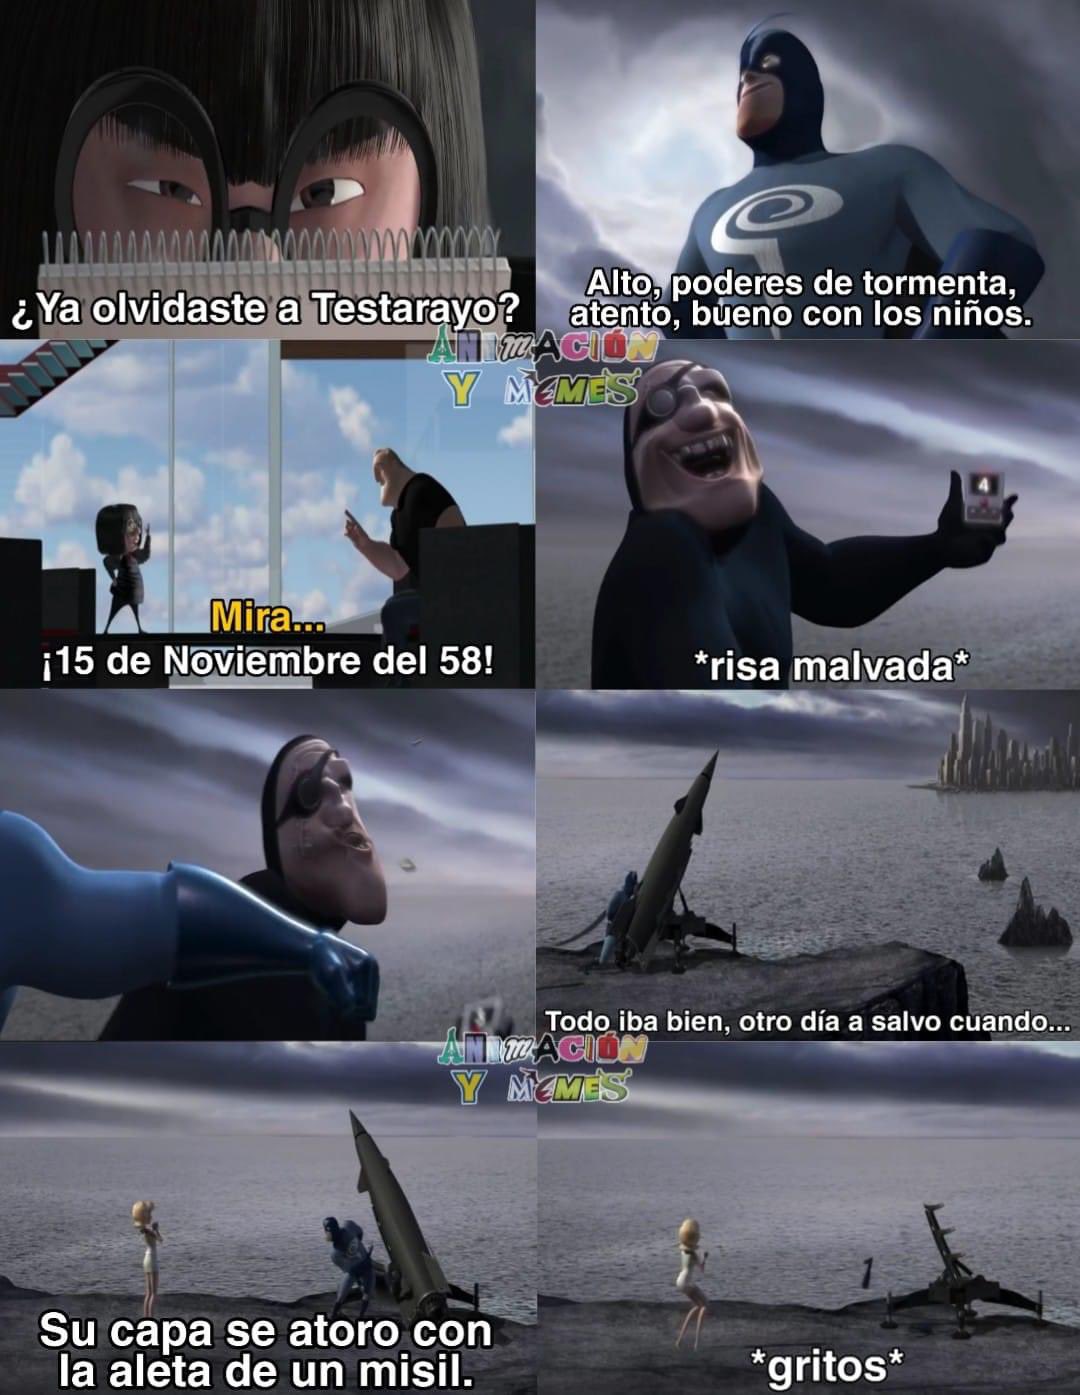 ¿Ya olvidaste a Testarayo?
Alto, poderes de tormenta,
atento, bueno con los niños.
ANIMACIÓN
Y MEMES
Mira...
¡15 de Noviembre del 58!
4
*risa malvada*
Todo iba bien, otro día a salvo cuando...
ANIMACIÓN
Y MEMES
Su capa se atoro con
la aleta de un misil.
*gritos*